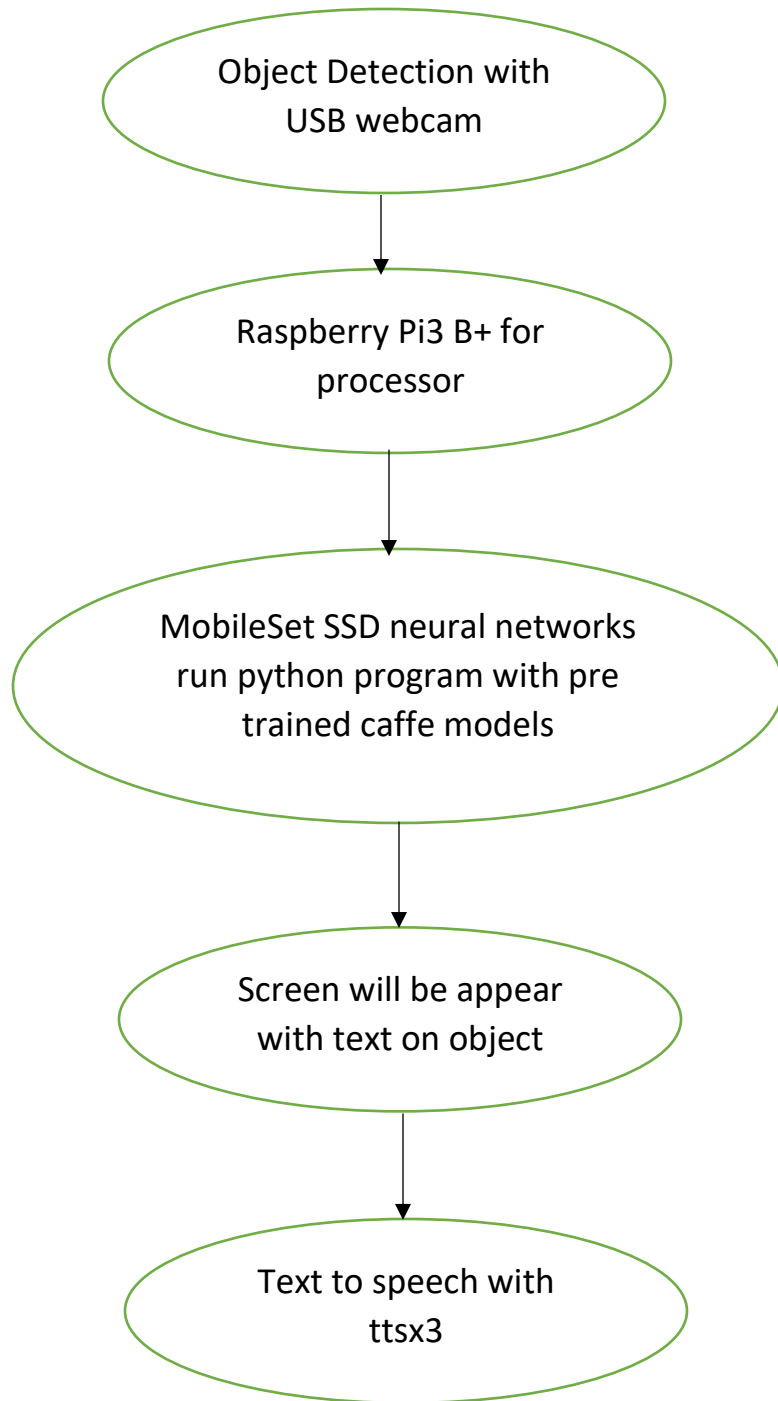 Object Detection with
USB webcam
Raspberry Pi3 B+ for
processor
MobileSet SSD neural networks
run python program with pre
trained caffe models
Screen will be appear
with text on object
Text to speech with
ttsx3